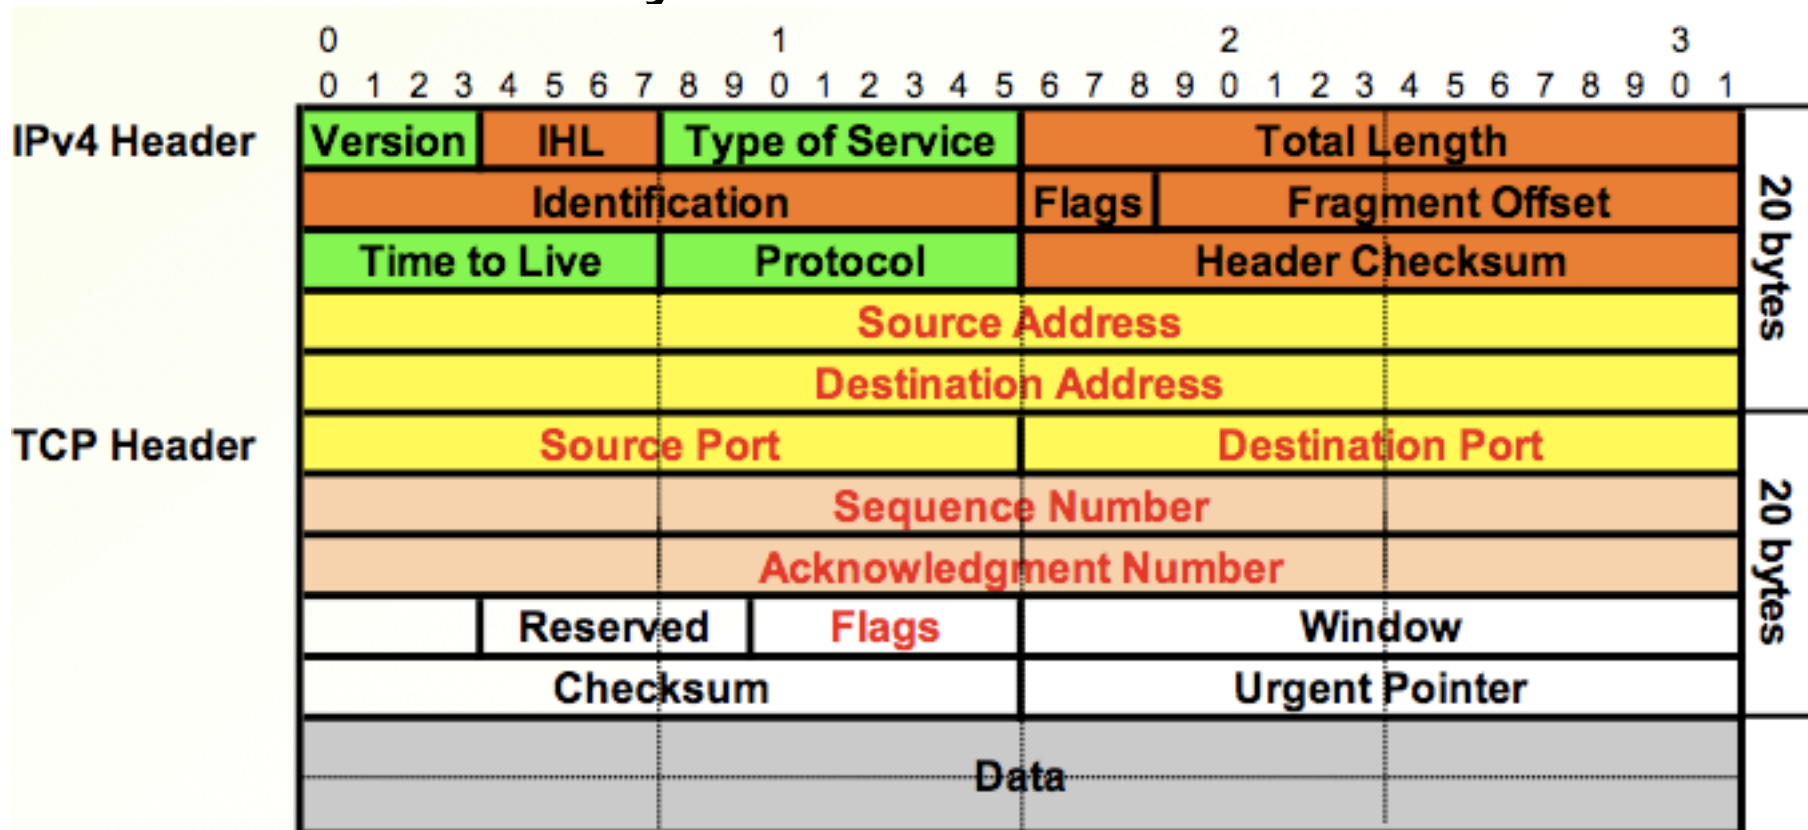 0 1 2 3
0 1 2 3 4 5 6 7 8 9 0 1 2 3 4 5 6 7 8 9 0 1 2 3 4 5 6 7 8 9 0 1
IPv4 Header Version IHL Type of Service Total Length
Identification Flags Fragment Offset
Time to Live Protocol Header Checksum
Source Address
Destination Address
20 bytes
TCP Header Source Port Destination Port
Sequence Number
Acknowledgment Number
Reserved Flags Window
Checksum Urgent Pointer
20 bytes
Data